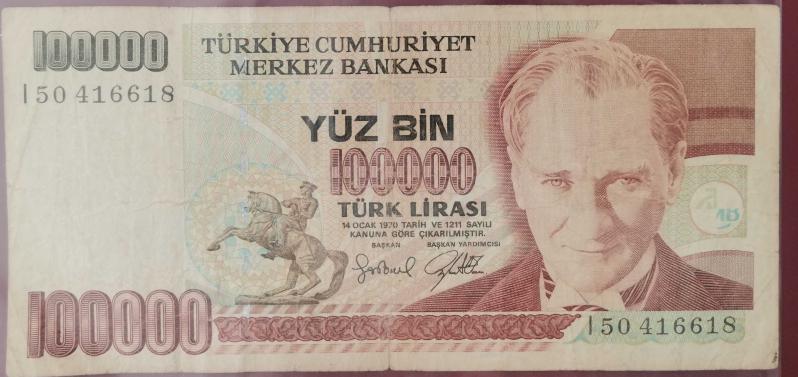 100000
TÜRKİYE CUMHURİYET
MERKEZ BANKASI
I50 416618
YÜZ BİN
100000
TÜRK LİRASI
14 OCAK 1970 TARİH VE 1211 SAYILI
KANUNA GÖRE ÇIKARILMIŞTIR.
BAŞKAN BAŞKAN YARDIMCISI
100000
I50 416618